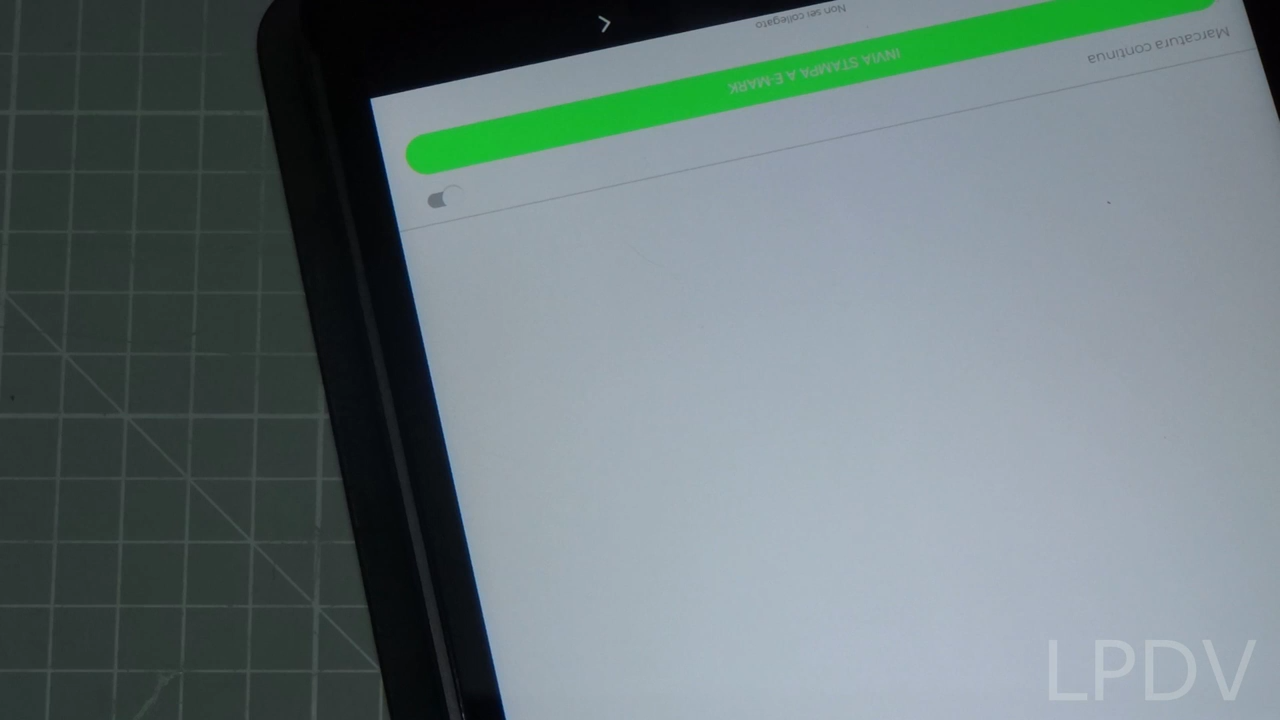 Non sei collegato
INVIA STAMPA A E-MARK
Marcatura continua
LPDV